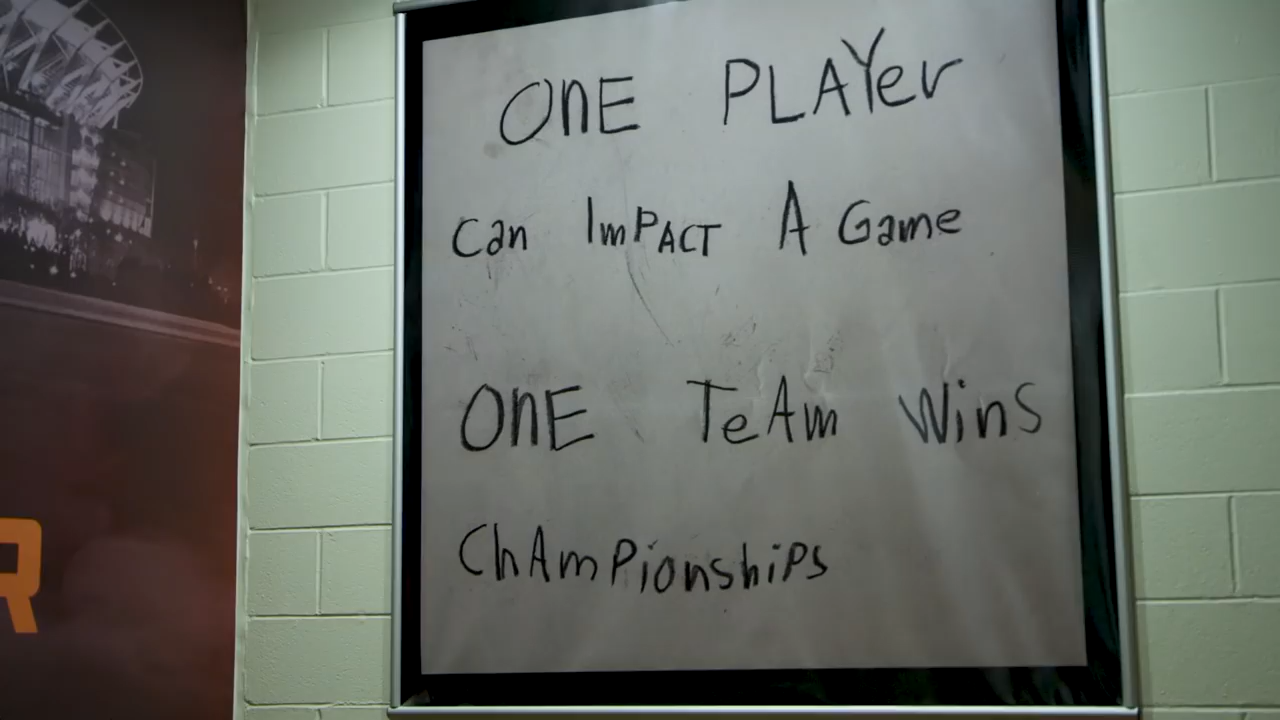 OnE PLAYer
Can ImPACT A Game
OnE TeAm Wins
ChAmPionshiPs
R